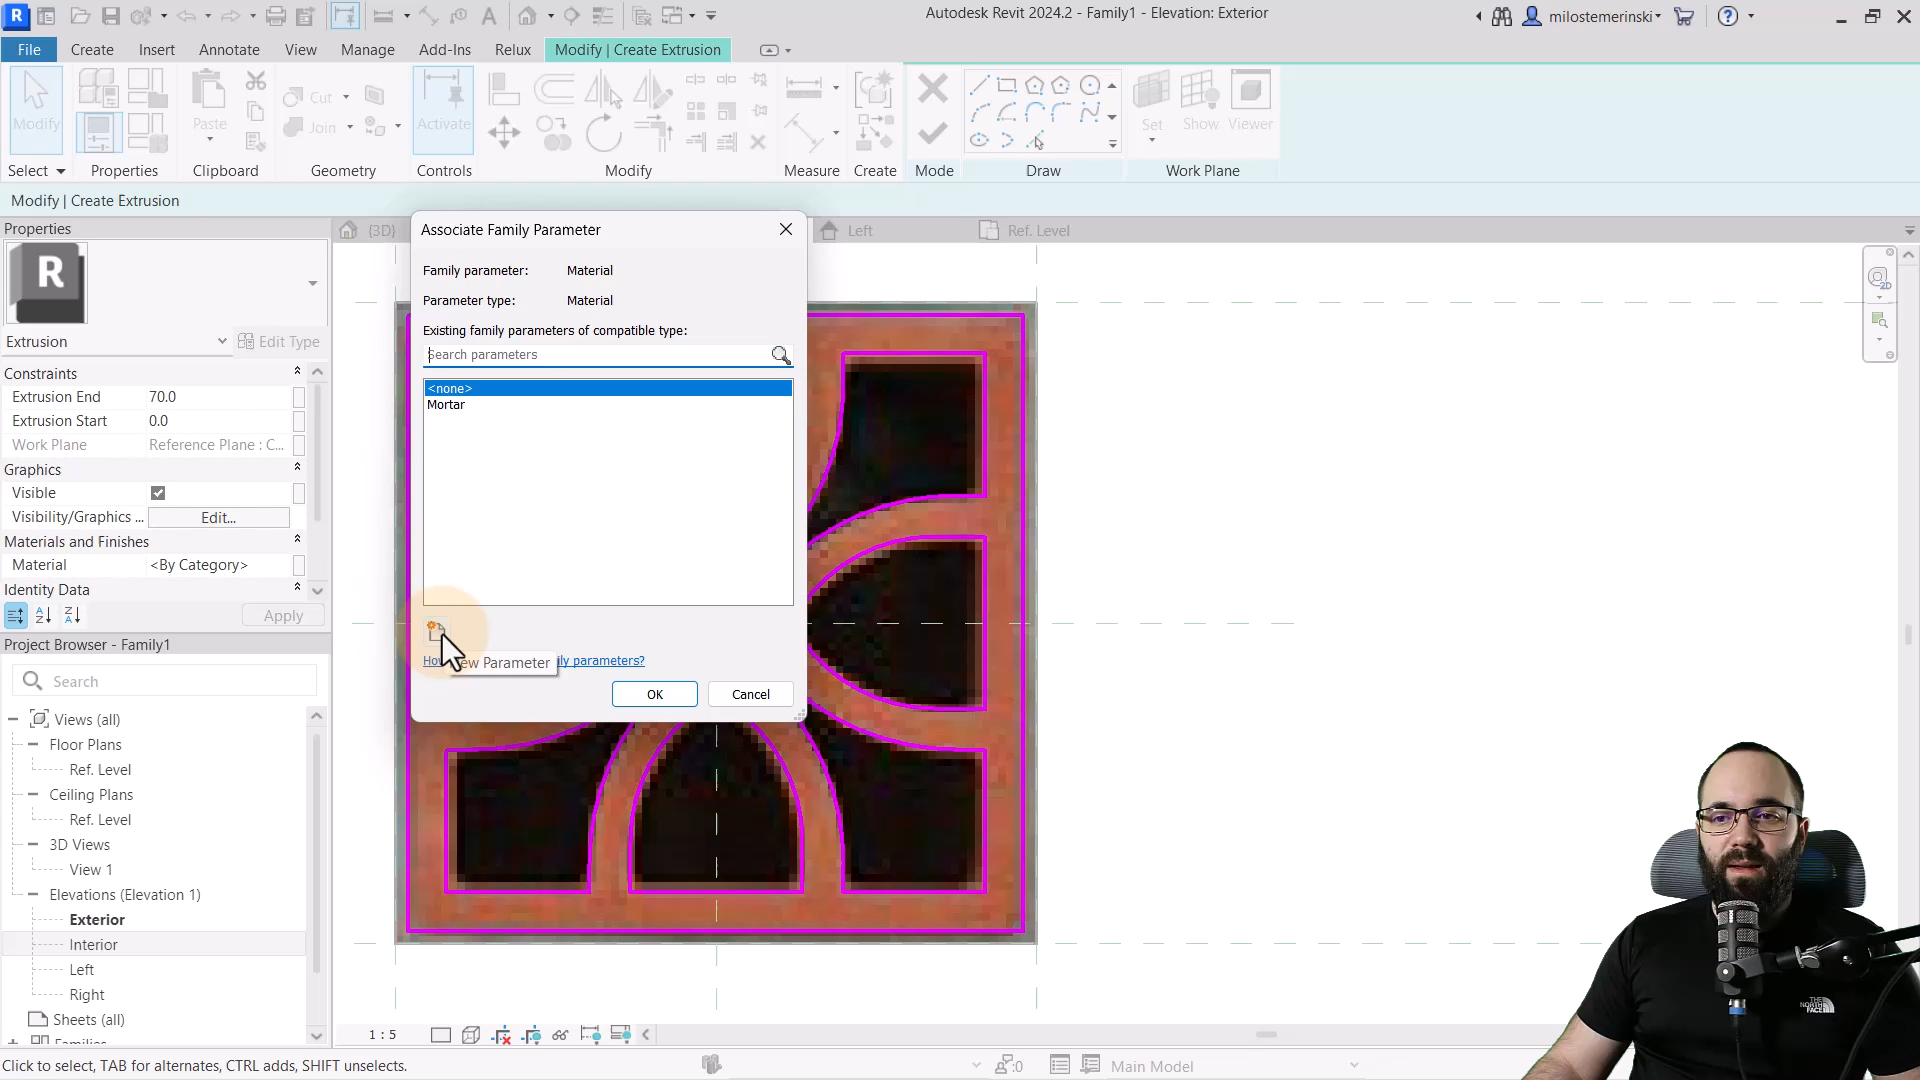 R
Autodesk Revit 2024.2 - Family1 - Elevation: Exterior
milostemerinski
File
Create
Insert
Annotate
View
Manage
Add-Ins
Relux
Modify | Create Extrusion
Modify
Paste
Cut
Join
Activate
Set
Show
Viewer
Select
Properties
Clipboard
Geometry
Controls
Modify
Measure
Create
Mode
Draw
Work Plane
Modify | Create Extrusion
Properties
R
Extrusion
Edit Type
Constraints
Extrusion End 70.0
Extrusion Start 0.0
Work Plane Reference Plane : C...
Graphics
Visible
Visibility/Graphics ... Edit...
Materials and Finishes
Material <By Category>
Identity Data
Apply
Project Browser - Family1
Search
Views (all)
Floor Plans
Ref. Level
Ceiling Plans
Ref. Level
3D Views
View 1
Elevations (Elevation 1)
Exterior
Interior
Left
Right
Sheets (all)
Families
{3D}
Left
Ref. Level
Associate Family Parameter
Family parameter: Material
Parameter type: Material
Existing family parameters of compatible type:
Search parameters
<none>
Mortar
New Parameter
OK
Cancel
2D
1 : 5
Click to select, TAB for alternates, CTRL adds, SHIFT unselects.
:0
Main Model
THE
NORTH
FACE